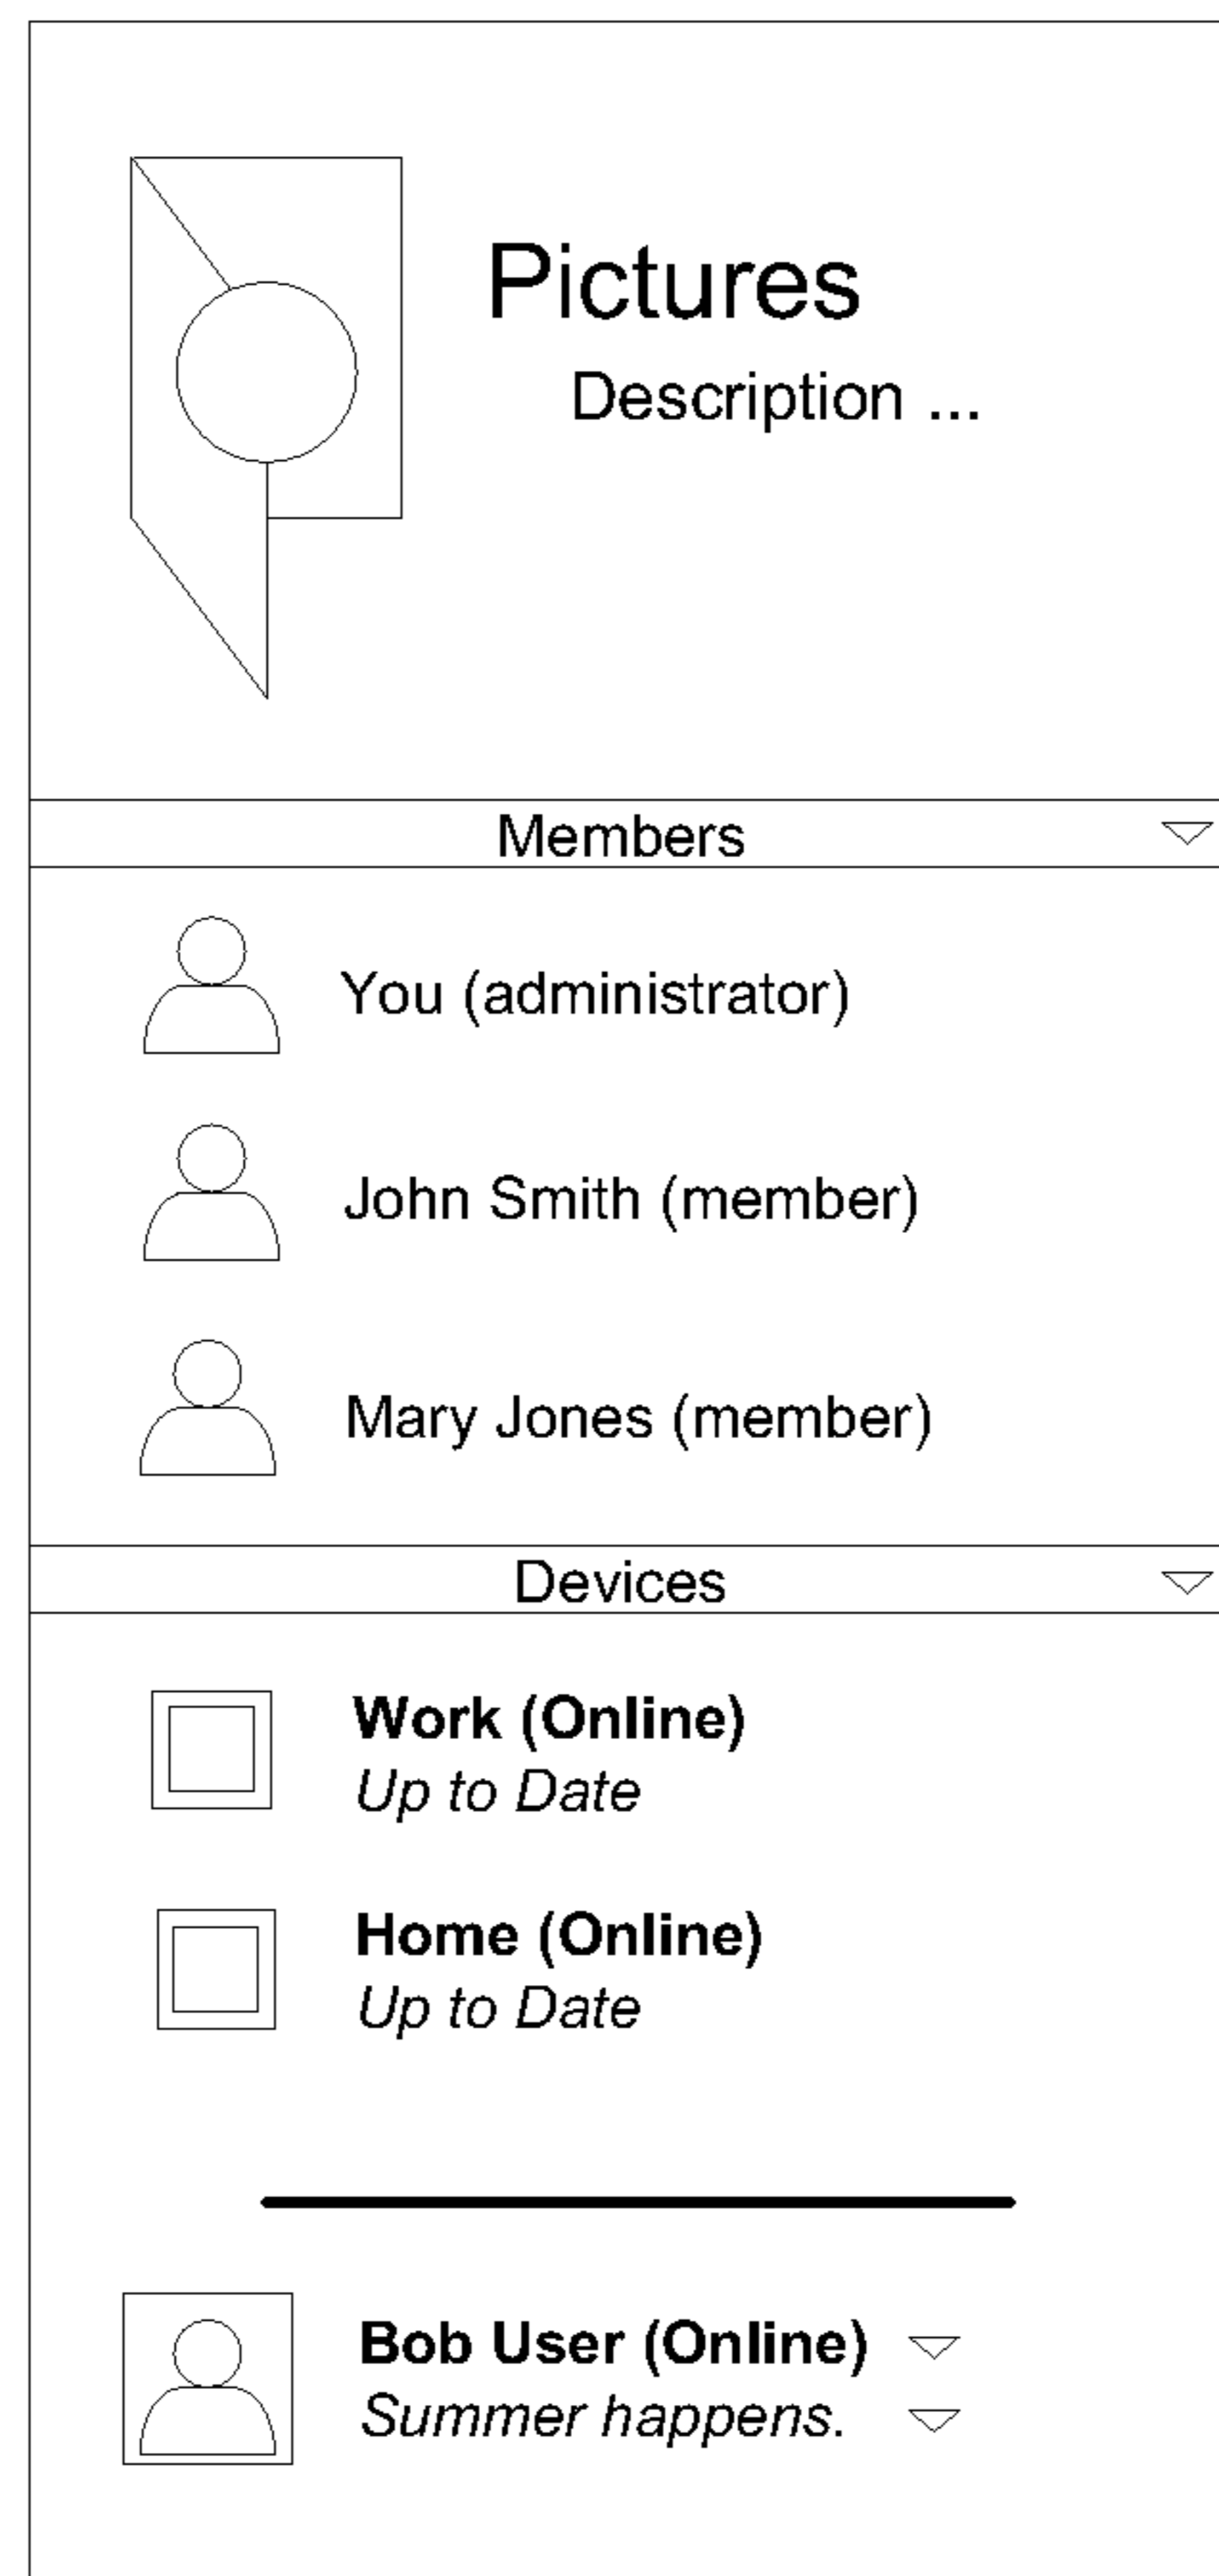 Pictures
Description ...
Members
You (administrator)
John Smith (member)
Mary Jones (member)
Devices
Work (Online)
Up to Date
Home (Online)
Up to Date
Bob User (Online)
Summer happens.